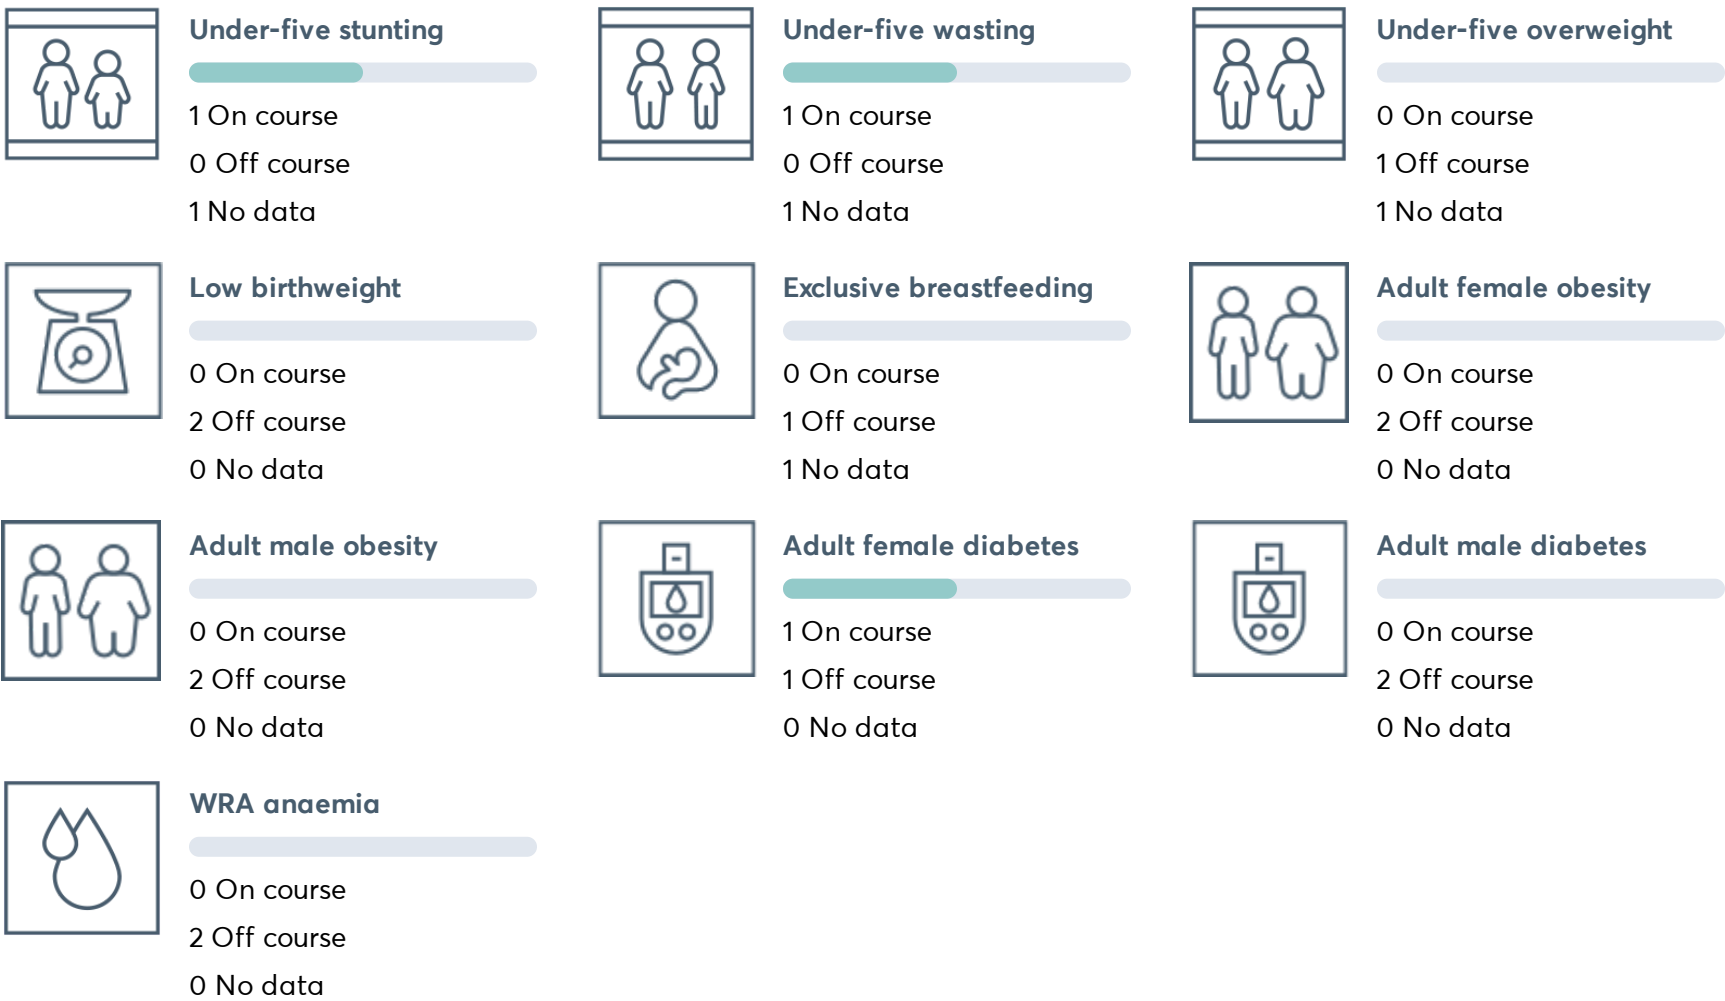 Under-five stunting
1 On course
0 Off course
1 No data
Under-five wasting
1 On course
0 Off course
1 No data
Under-five overweight
0 On course
1 Off course
1 No data
Low birthweight
0 On course
2 Off course
0 No data
Exclusive breastfeeding
0 On course
1 Off course
1 No data
Adult female obesity
0 On course
2 Off course
0 No data
Adult male obesity
0 On course
2 Off course
0 No data
Adult female diabetes
1 On course
1 Off course
0 No data
Adult male diabetes
0 On course
2 Off course
0 No data
WRA anaemia
0 On course
2 Off course
0 No data